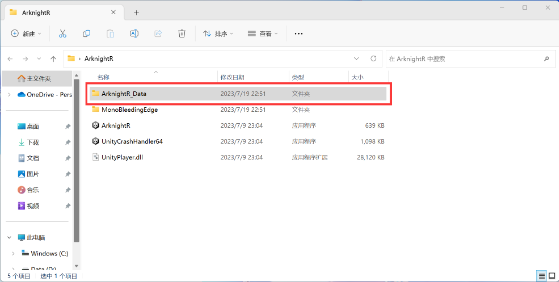 ArknightR
新建
排序
查看
ArknightR
在 ArknightR 中搜索
主文件夹
OneDrive - Pers
桌面
下载
文档
图片
音乐
视频
此电脑
Windows (C:)
Data (D:)
名称 修改日期 类型 大小
ArknightR_Data 2023/7/19 22:51 文件夹
MonoBleedingEdge 2023/7/19 22:51 文件夹
ArknightR 2023/7/9 23:04 应用程序 639 KB
UnityCrashHandler64 2023/7/9 23:04 应用程序 1,098 KB
UnityPlayer.dll 2023/7/9 23:04 应用程序扩展 28,120 KB
5 个项目 选中 1 个项目